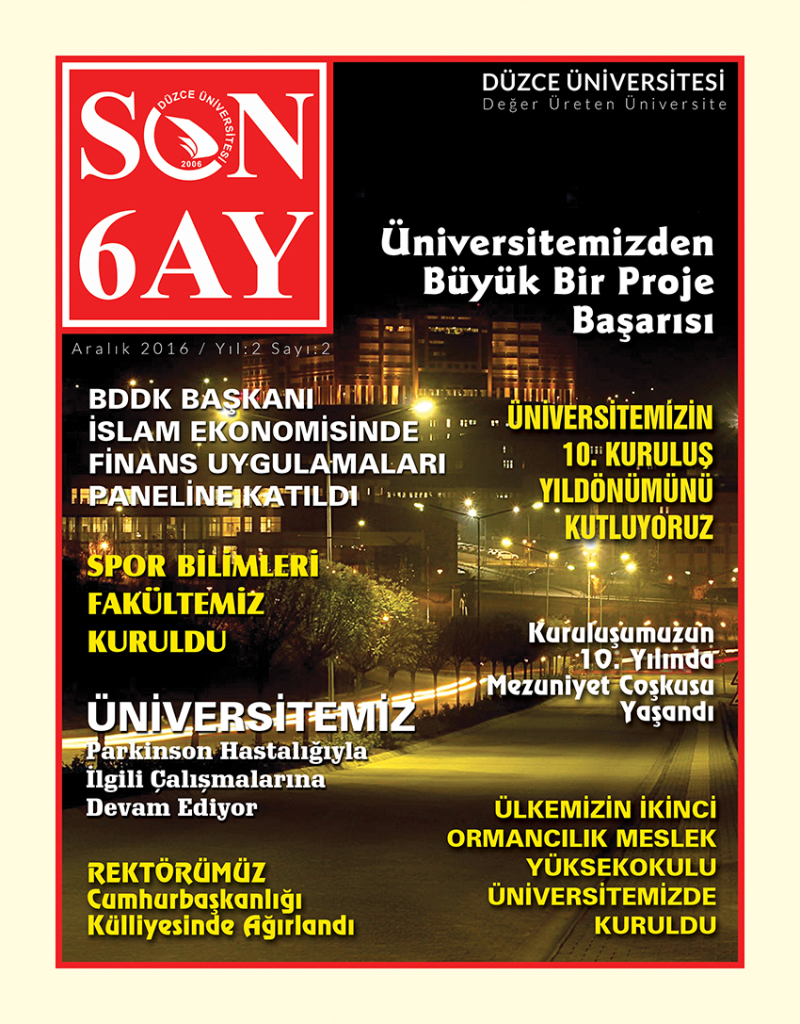 SON
DÜZCE ÜNİVERSİTESİ
2006
6AY
DÜZCE ÜNİVERSİTESİ
Değer Üreten Üniversite
Aralık 2016 / Yıl:2 Sayı:2
Üniversitemizden
Büyük Bir Proje
Başarısı
BDDK BAŞKANI
İSLAM EKONOMİSİNDE
FİNANS UYGULAMALARI
PANELİNE KATILDI
ÜNİVERSİTEMİZİN
10. KURULUŞ
YILDÖNÜMÜNÜ
KUTLUYORUZ
SPOR BİLİMLERİ
FAKÜLTEMİZ
KURULDU
Kuruluşumuzun
10. Yılında
Mezuniyet Coşkusu
Yaşandı
ÜNİVERSİTEMİZ
Parkinson Hastalığıyla
İlgili Çalışmalarına
Devam Ediyor
ÜLKEMİZİN İKİNCİ
ORMANCILIK MESLEK
YÜKSEKOKULU
ÜNİVERSİTEMİZDE
KURULDU
REKTÖRÜMÜZ
Cumhurbaşkanlığı
Külliyesinde Ağırlandı